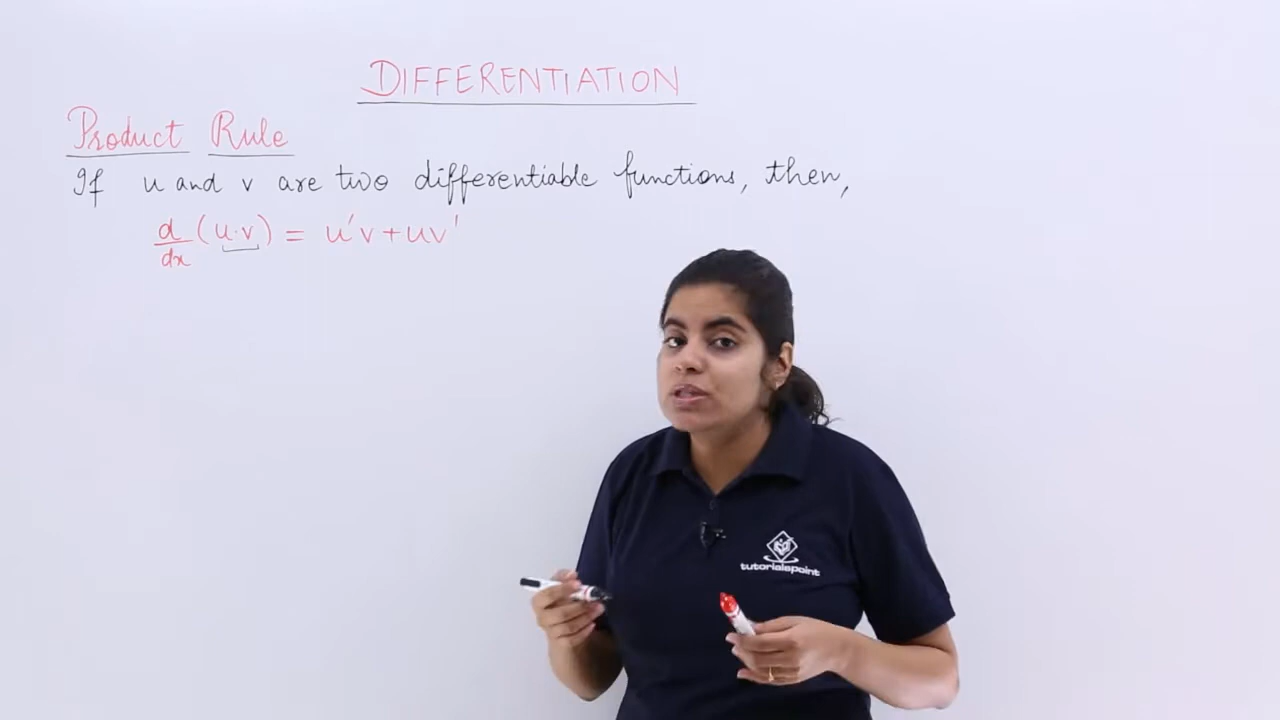 DIFFERENTIATION
Product Rule
If u and v are two differentiable functions, then,
d/dx (u·v) = u'v + uv'
tutorialspoint